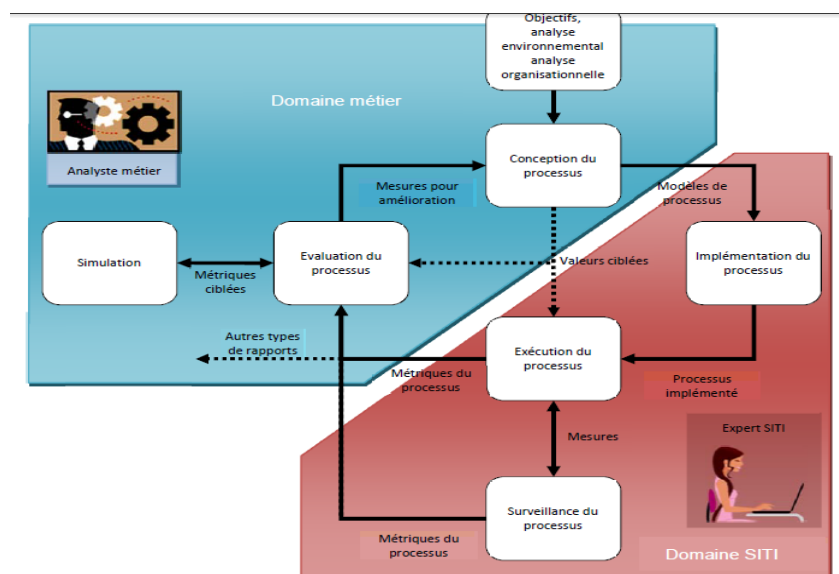 Objectifs,
analyse
environnemental
analyse
organisationnelle
Domaine métier
Analyste métier
Conception du
processus
Mesures pour
amélioration
Modèles de
processus
Simulation
Métriques
ciblées
Evaluation du
processus
Valeurs ciblées
Implémentation du
processus
Autres types
de rapports
Métriques du
processus
Exécution du
processus
Processus
implémenté
Mesures
Expert SITI
Surveillance du
processus
Métriques du
processus
Domaine SITI